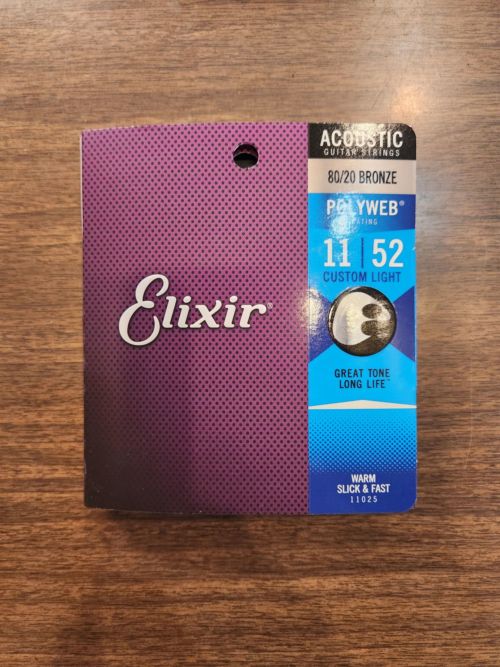 Elixir®
ACOUSTIC
GUITAR STRINGS
80/20 BRONZE
POLYWEB®
COATING
11 | 52
CUSTOM LIGHT
GREAT TONE
LONG LIFE™
WARM
SLICK & FAST
11025